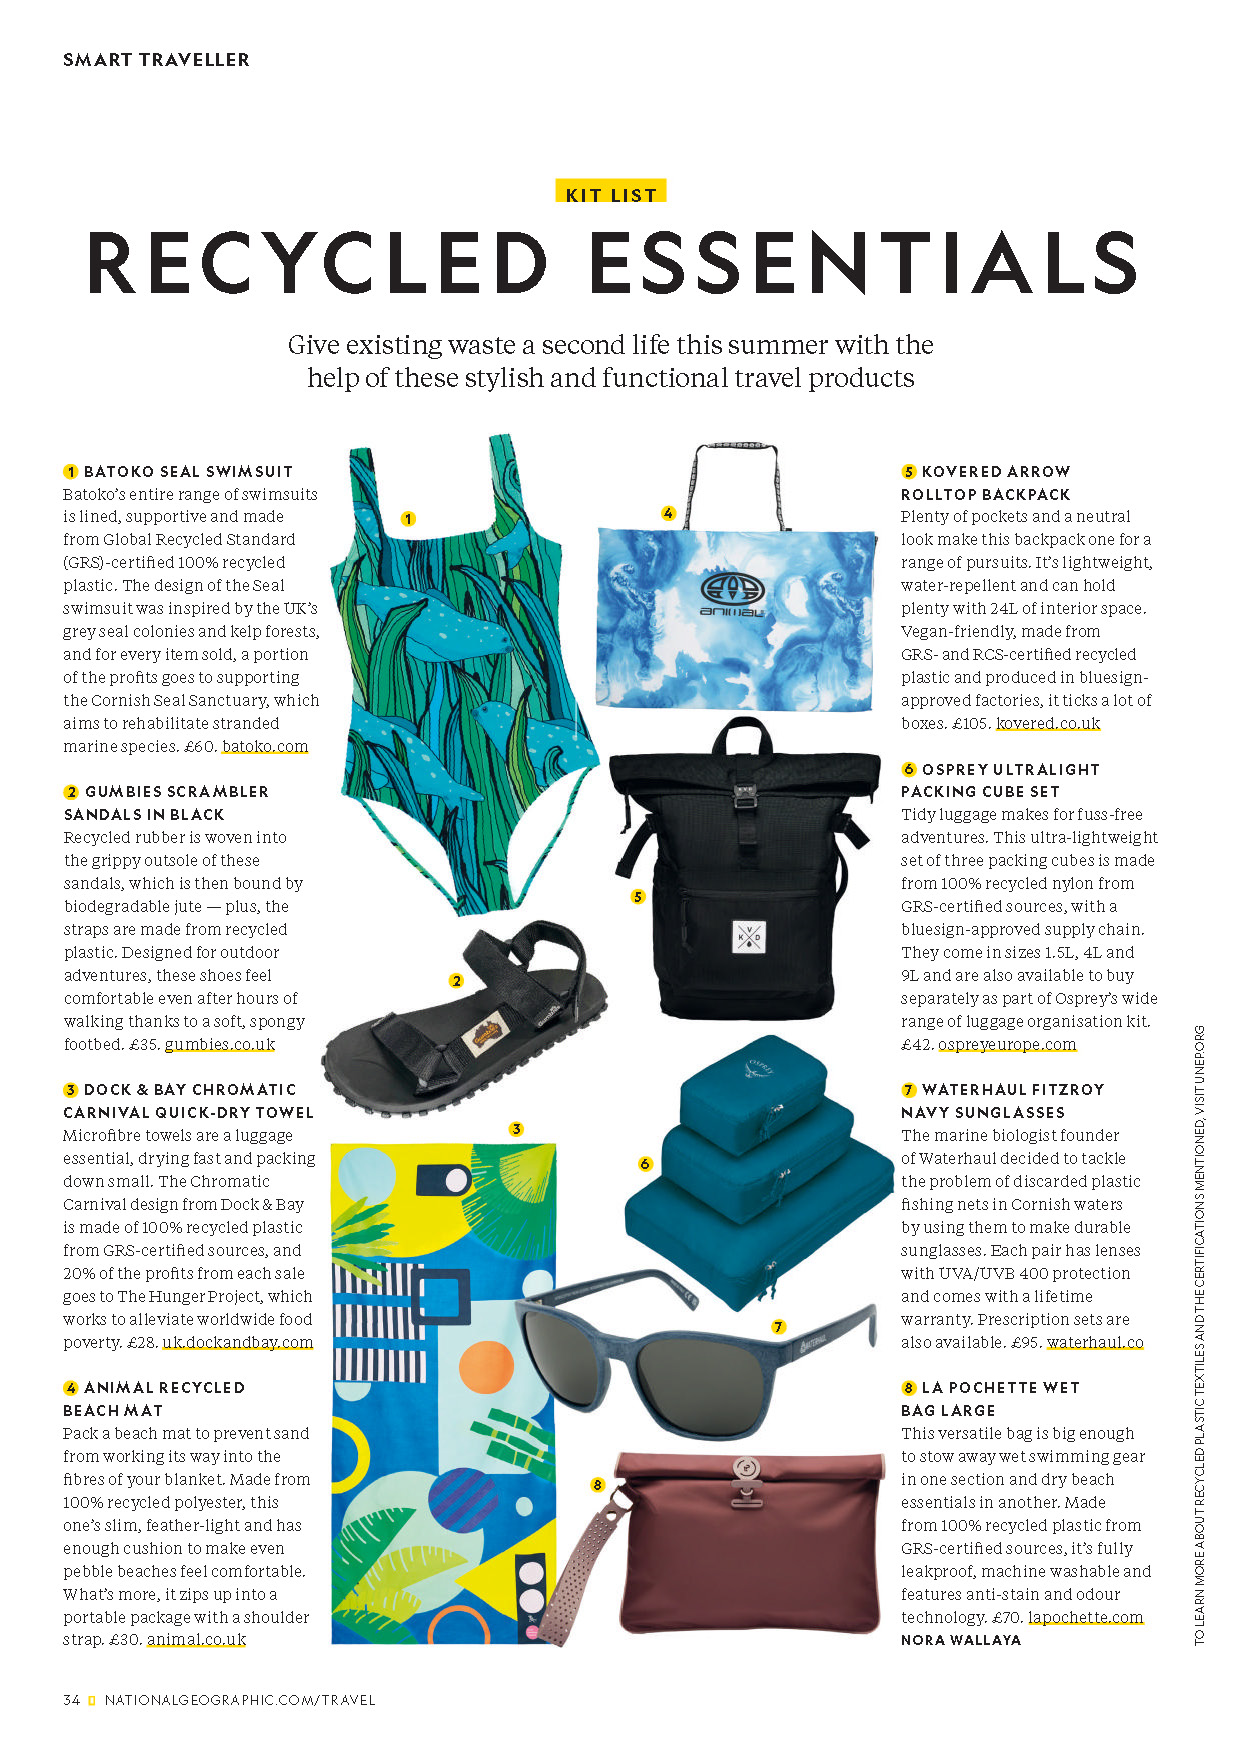 SMART TRAVELLER
KIT LIST
RECYCLED ESSENTIALS
Give existing waste a second life this summer with the
help of these stylish and functional travel products
1 BATOKO SEAL SWIMSUIT
Batoko's entire range of swimsuits
is lined, supportive and made
from Global Recycled Standard
(GRS)-certified 100% recycled
plastic. The design of the Seal
swimsuit was inspired by the UK's
grey seal colonies and kelp forests,
and for every item sold, a portion
of the profits goes to supporting
the Cornish Seal Sanctuary, which
aims to rehabilitate stranded
marine species. £60. batoko.com
2 GUMBIES SCRAMBLER
SANDALS IN BLACK
Recycled rubber is woven into
the grippy outsole of these
sandals, which is then bound by
biodegradable jute — plus, the
straps are made from recycled
plastic. Designed for outdoor
adventures, these shoes feel
comfortable even after hours of
walking thanks to a soft, spongy
footbed. £35. gumbies.co.uk
3 DOCK & BAY CHROMATIC
CARNIVAL QUICK-DRY TOWEL
Microfibre towels are a luggage
essential, drying fast and packing
down small. The Chromatic
Carnival design from Dock & Bay
is made of 100% recycled plastic
from GRS-certified sources, and
20% of the profits from each sale
goes to The Hunger Project, which
works to alleviate worldwide food
poverty. £28. uk.dockandbay.com
4 ANIMAL RECYCLED
BEACH MAT
Pack a beach mat to prevent sand
from working its way into the
fibres of your blanket. Made from
100% recycled polyester, this
one's slim, feather-light and has
enough cushion to make even
pebble beaches feel comfortable.
What's more, it zips up into a
portable package with a shoulder
strap. £30. animal.co.uk
1
4
animal
5
K V D
2
Gumbies
3
OSPREY
6
7
WATERHAUL
8
5 KOVERED ARROW
ROLLTOP BACKPACK
Plenty of pockets and a neutral
look make this backpack one for a
range of pursuits. It's lightweight,
water-repellent and can hold
plenty with 24L of interior space.
Vegan-friendly, made from
GRS- and RCS-certified recycled
plastic and produced in bluesign-
approved factories, it ticks a lot of
boxes. £105. kovered.co.uk
6 OSPREY ULTRALIGHT
PACKING CUBE SET
Tidy luggage makes for fuss-free
adventures. This ultra-lightweight
set of three packing cubes is made
from 100% recycled nylon from
GRS-certified sources, with a
bluesign-approved supply chain.
They come in sizes 1.5L, 4L and
9L and are also available to buy
separately as part of Osprey's wide
range of luggage organisation kit.
£42. ospreyeurope.com
7 WATERHAUL FITZROY
NAVY SUNGLASSES
The marine biologist founder
of Waterhaul decided to tackle
the problem of discarded plastic
fishing nets in Cornish waters
by using them to make durable
sunglasses. Each pair has lenses
with UVA/UVB 400 protection
and comes with a lifetime
warranty. Prescription sets are
also available. £95. waterhaul.co
8 LA POCHETTE WET
BAG LARGE
This versatile bag is big enough
to stow away wet swimming gear
in one section and dry beach
essentials in another. Made
from 100% recycled plastic from
GRS-certified sources, it's fully
leakproof, machine washable and
features anti-stain and odour
technology. £70. lapochette.com
NORA WALLAYA
TO LEARN MORE ABOUT RECYCLED PLASTIC TEXTILES AND THE CERTIFICATIONS MENTIONED, VISIT UNEP.ORG
34 NATIONALGEOGRAPHIC.COM/TRAVEL